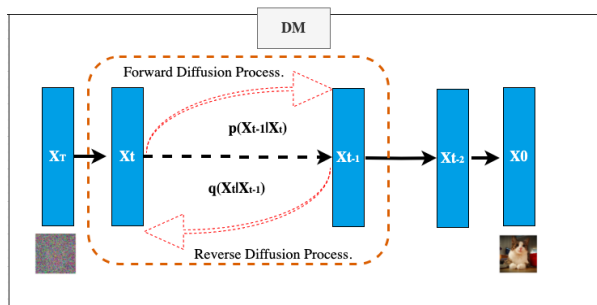 DM
Forward Diffusion Process.
p(Xt-1|Xt)
XT
Xt
Xt-1
Xt-2
X0
q(Xt|Xt-1)
Reverse Diffusion Process.